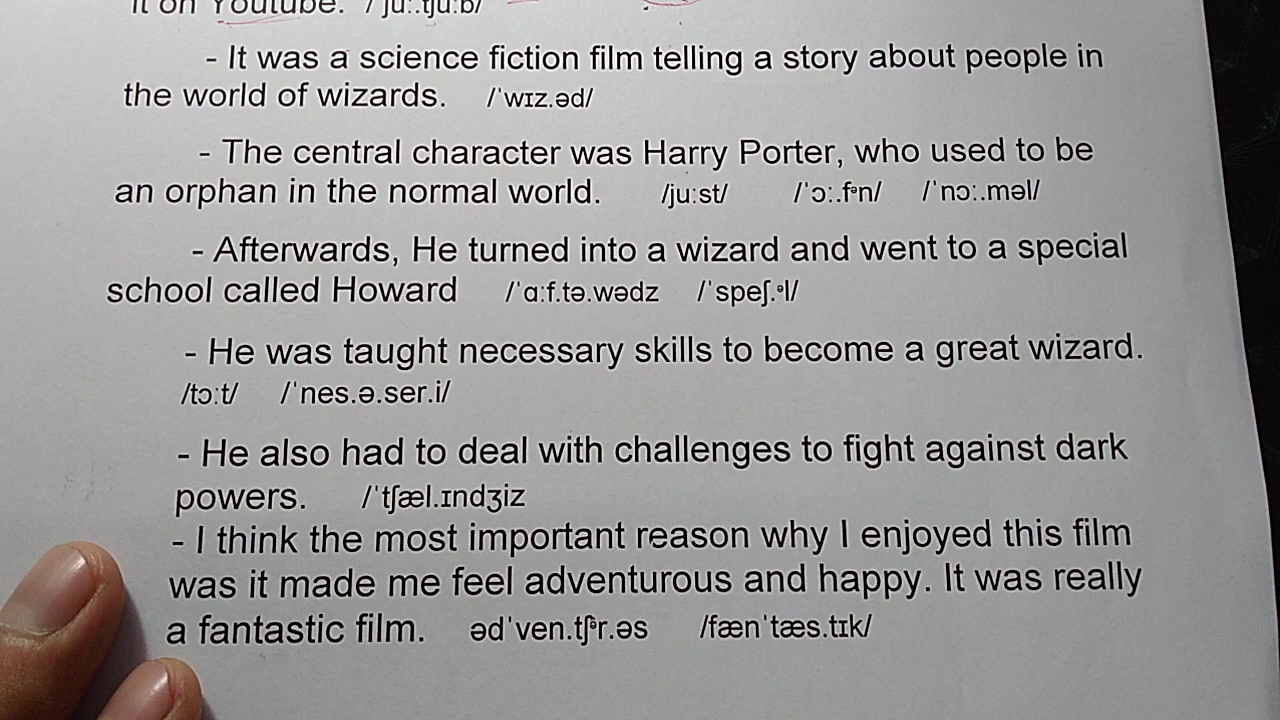 it on Youtube. /ˈjuː.tʃuːb/
- It was a science fiction film telling a story about people in
the world of wizards. /ˈwɪz.əd/
- The central character was Harry Porter, who used to be
an orphan in the normal world. /juːst/ /ˈɔː.fᵊn/ /ˈnɔː.məl/
- Afterwards, He turned into a wizard and went to a special
school called Howard /ˈɑːf.tə.wədz /ˈspeʃ.ᵊl/
- He was taught necessary skills to become a great wizard.
/tɔːt/ /ˈnes.ə.ser.i/
- He also had to deal with challenges to fight against dark
powers. /ˈtʃæl.ɪndʒiz
- I think the most important reason why I enjoyed this film
was it made me feel adventurous and happy. It was really
a fantastic film. ədˈven.tʃᵊr.əs /fænˈtæs.tɪk/